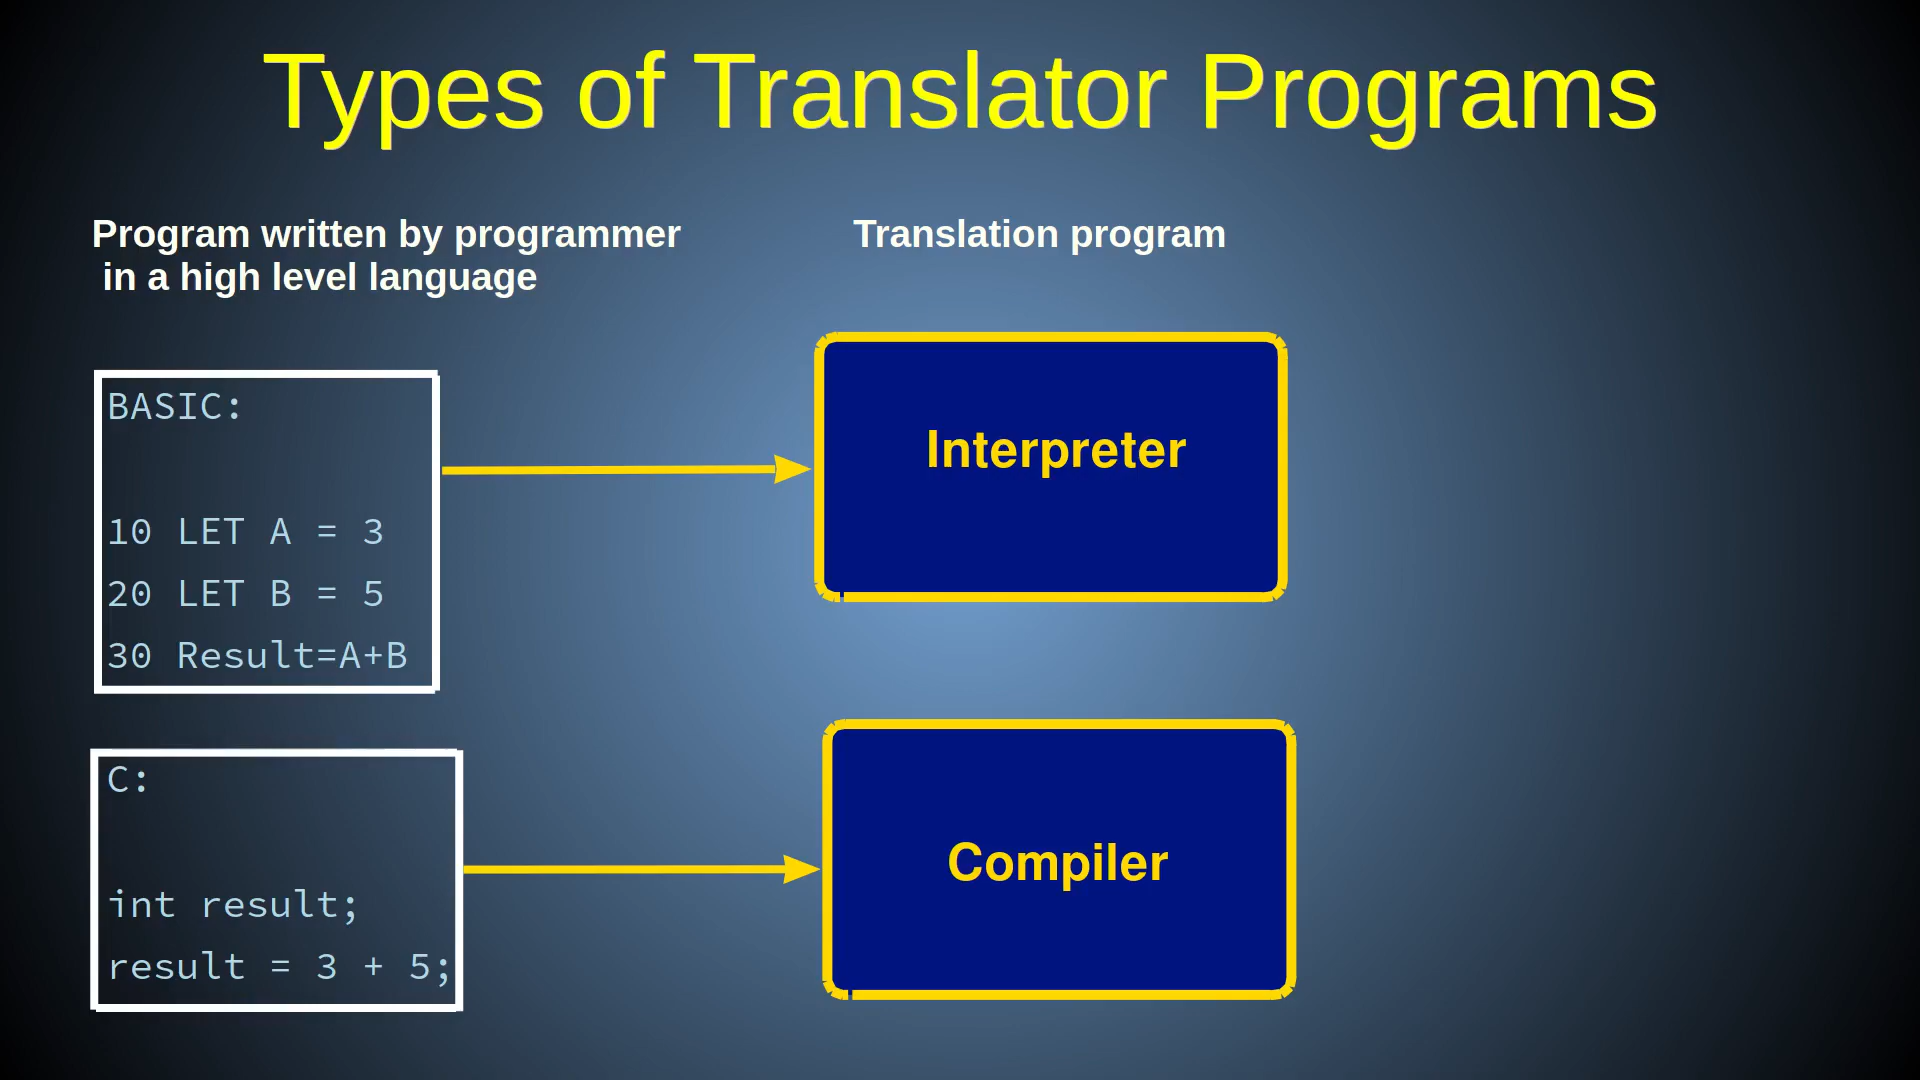 Types of Translator Programs
Program written by programmer
in a high level language
Translation program
BASIC:
10 LET A = 3
20 LET B = 5
30 Result=A+B
Interpreter
C:
int result;
result = 3 + 5;
Compiler